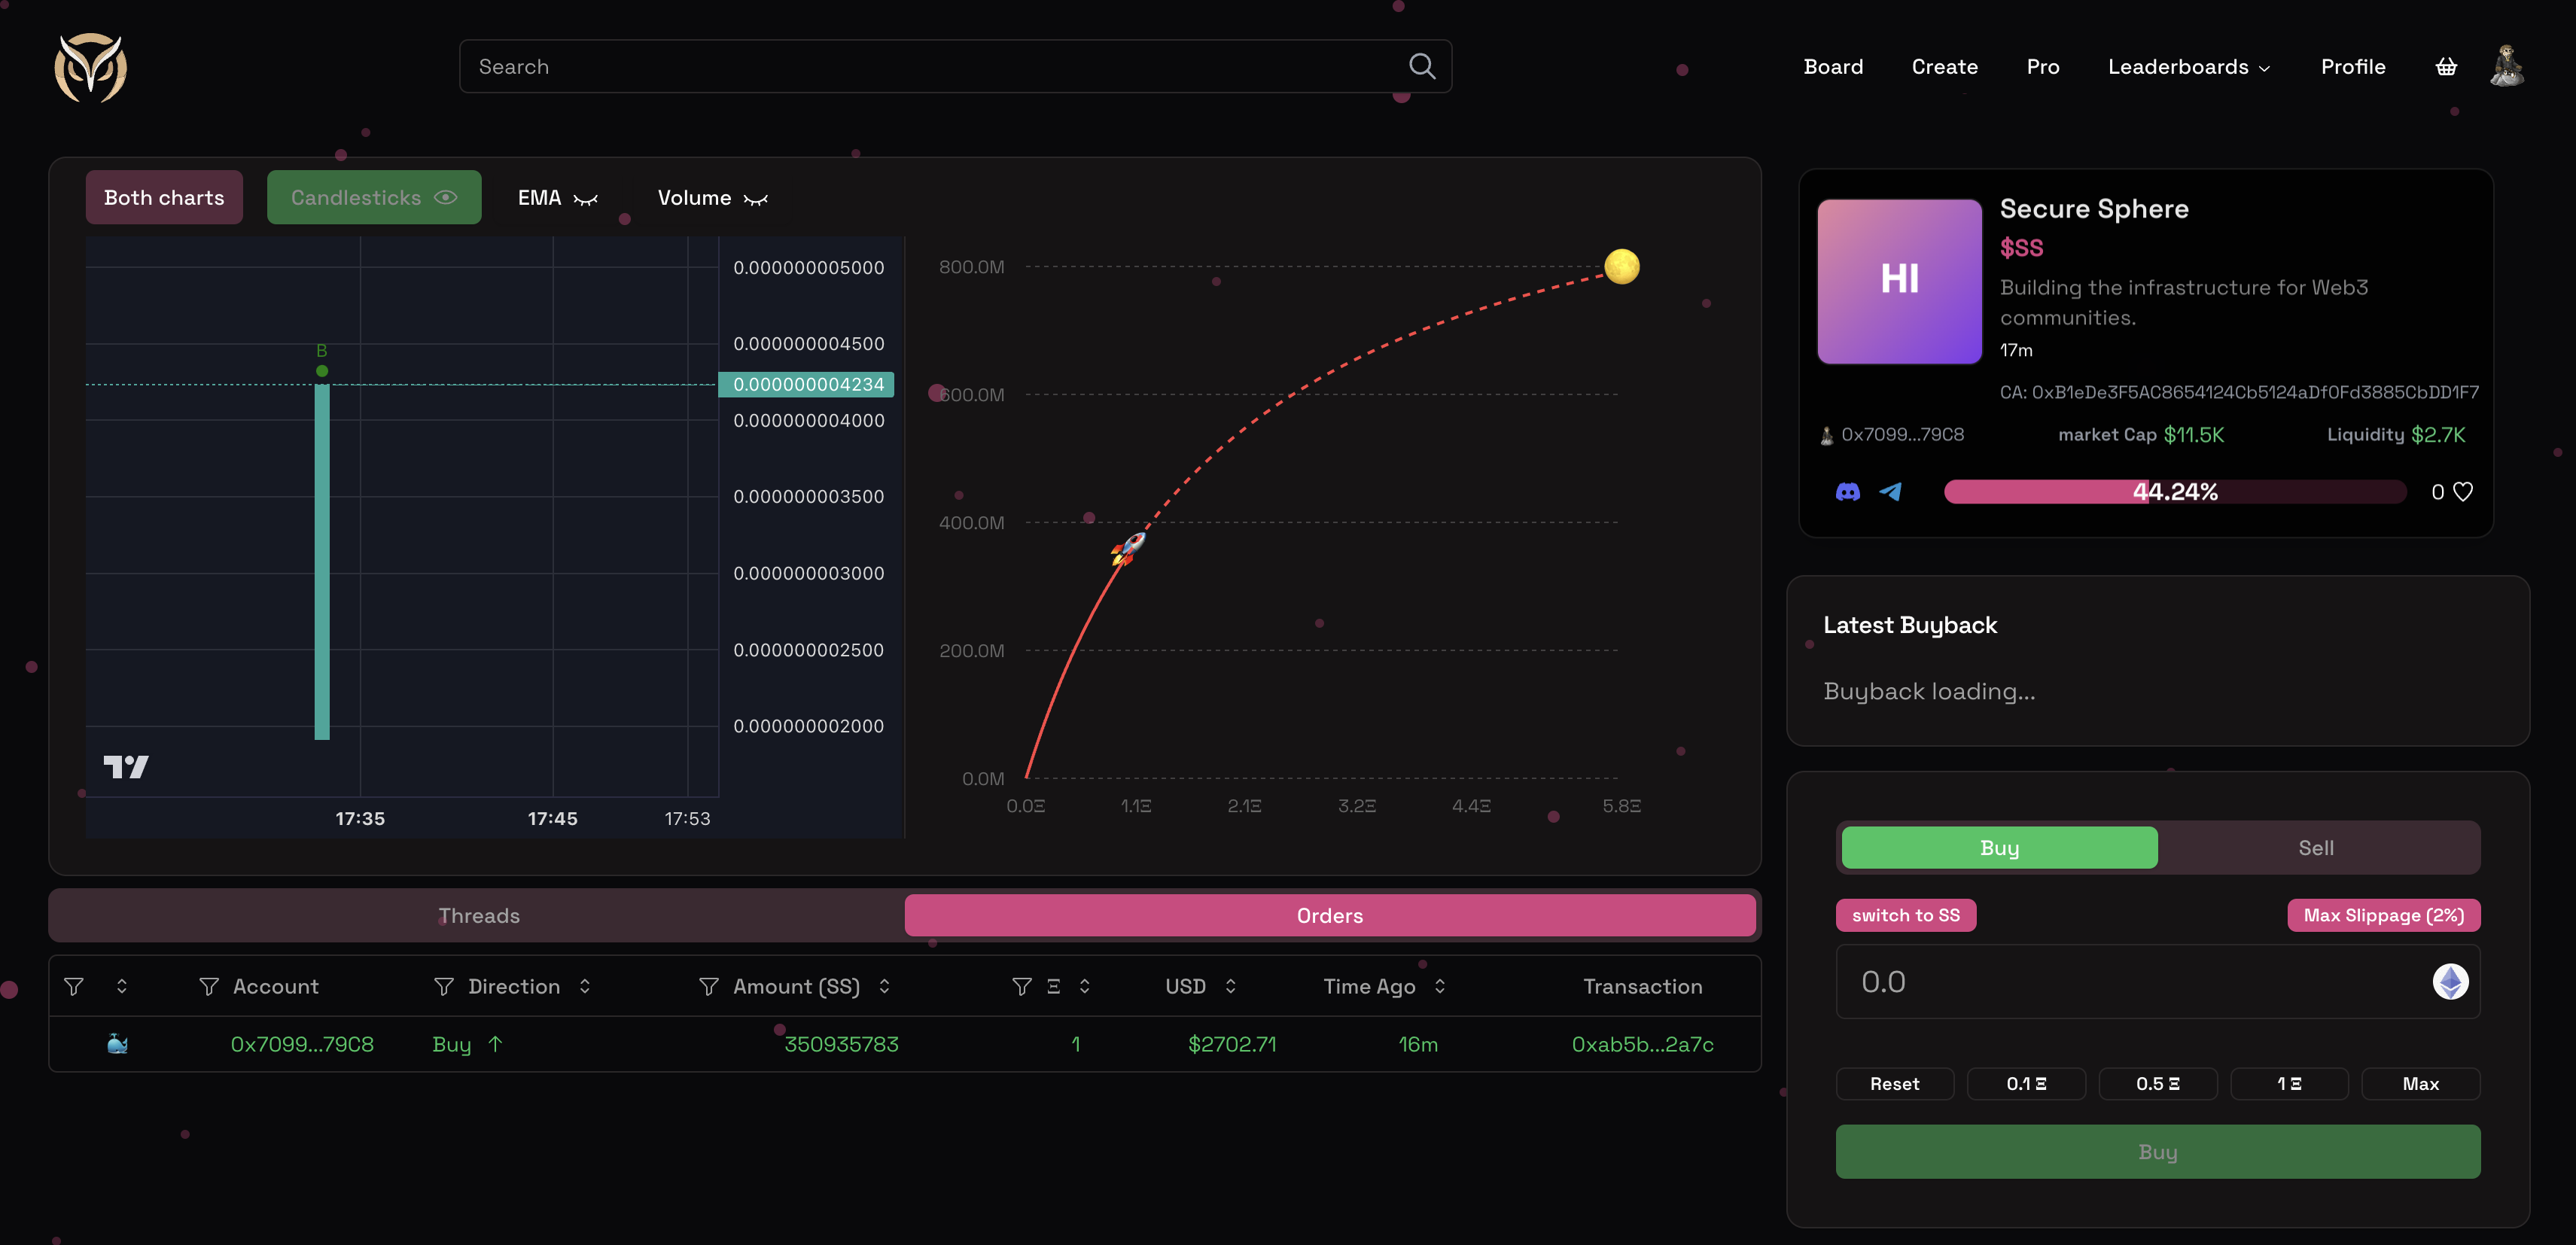 Search
Board
Create
Pro
Leaderboards
Profile
Both charts
Candlesticks
EMA
Volume
0.000000005000
0.000000004500
B
0.000000004234
0.000000004000
0.000000003500
0.000000003000
0.000000002500
0.000000002000
17:35
17:45
17:53
800.0M
600.0M
400.0M
200.0M
0.0M
0.0Ξ
1.1Ξ
2.1Ξ
3.2Ξ
4.4Ξ
5.8Ξ
HI
Secure Sphere
$SS
Building the infrastructure for Web3
communities.
17m
CA: 0xB1eDe3F5AC8654124Cb5124aDf0Fd3885CbDD1F7
0x7099...79C8
market Cap $11.5K
Liquidity $2.7K
44.24%
0
Latest Buyback
Buyback loading...
Buy
Sell
switch to SS
Max Slippage (2%)
0.0
Reset
0.1 Ξ
0.5 Ξ
1 Ξ
Max
Buy
Threads
Orders
Account
Direction
Amount (SS)
Ξ
USD
Time Ago
Transaction
0x7099...79C8
Buy ↑
350935783
1
$2702.71
16m
0xab5b...2a7c